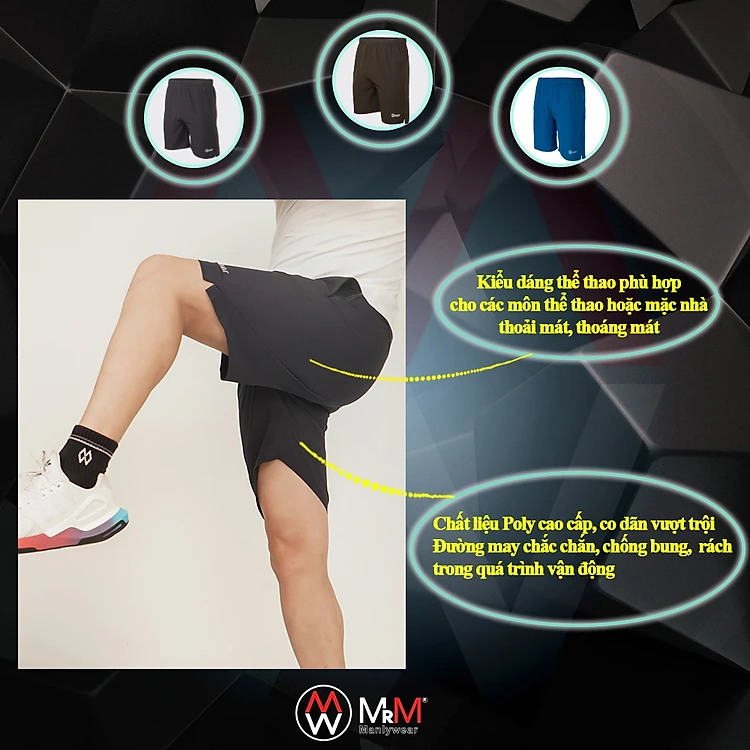 Kiểu dáng thể thao phù hợp
cho các môn thể thao hoặc mặc nhà
thoải mát, thoáng mát
Chất liệu Poly cao cấp, co dãn vượt trội
Đường may chắc chắn, chống bung, rách
trong quá trình vận động
MRM®
Manlywear